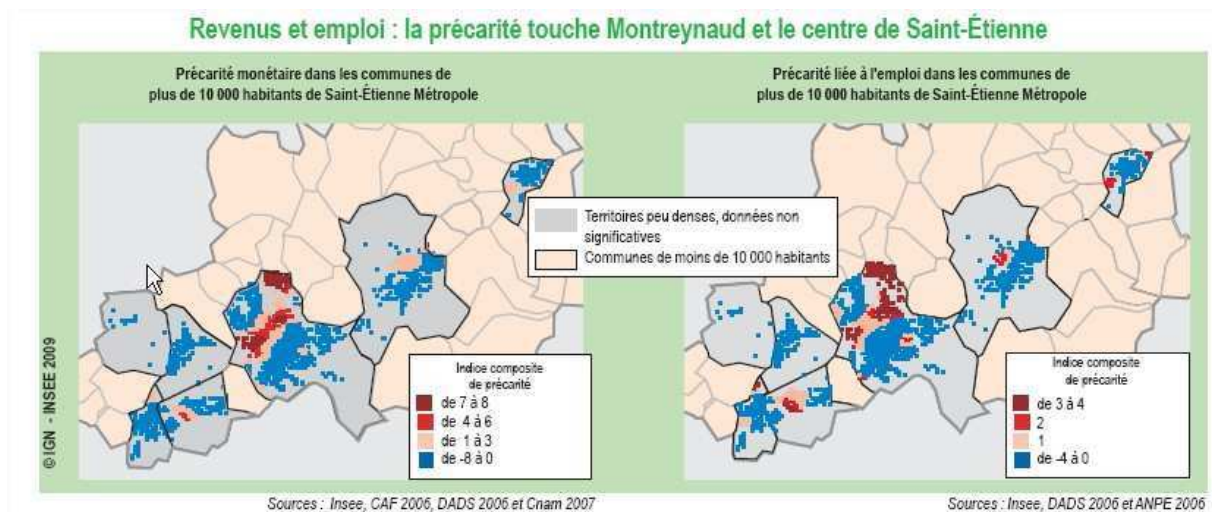 Revenus et emploi : la précarité touche Montreynaud et le centre de Saint-Étienne
Précarité monétaire dans les communes de
plus de 10 000 habitants de Saint-Étienne Métropole
Précarité liée à l'emploi dans les communes de
plus de 10 000 habitants de Saint-Étienne Métropole
Territoires peu denses, données non
significatives
Communes de moins de 10 000 habitants
Indice composite
de précarité
de 7 à 8
de 4 à 6
de 1 à 3
de -8 à 0
Indice composite
de précarité
de 3 à 4
2
1
de -4 à 0
© IGN - INSEE 2009
Sources : Insee, CAF 2006, DADS 2006 et Cnam 2007
Sources : Insee, DADS 2006 et ANPE 2006